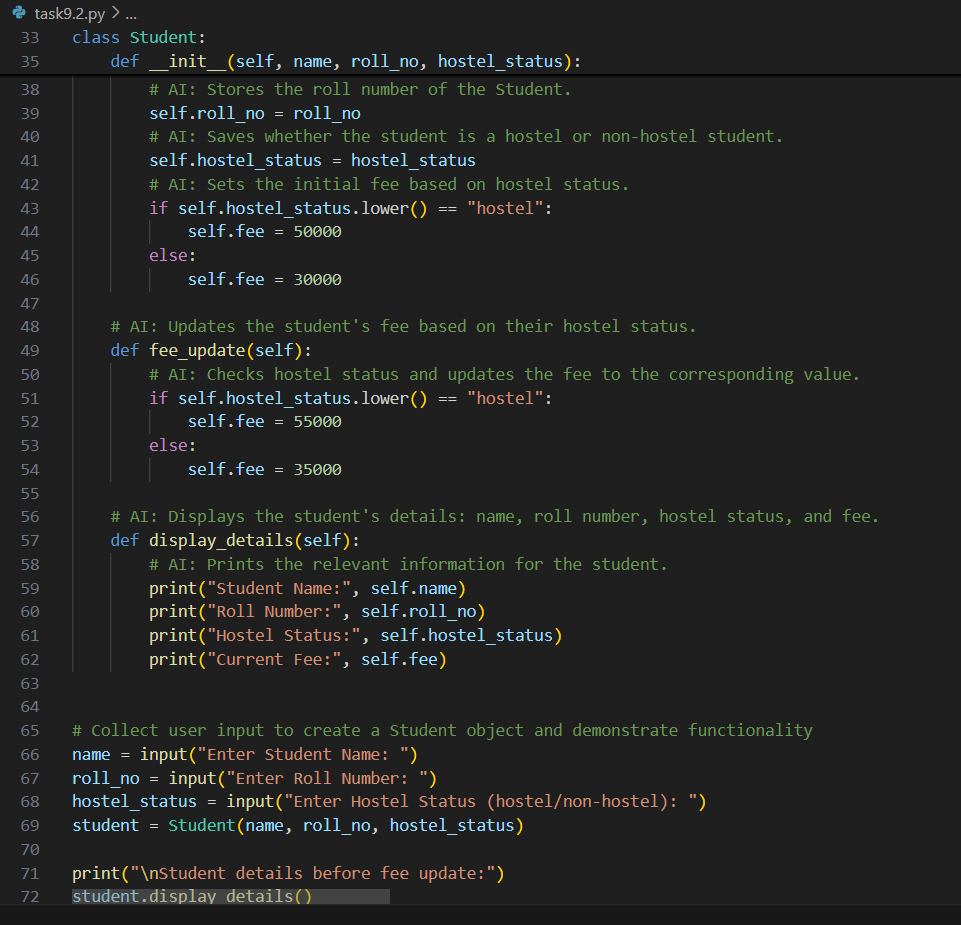 task9.2.py > ...
33 class Student:
35     def __init__(self, name, roll_no, hostel_status):
38         # AI: Stores the roll number of the Student.
39         self.roll_no = roll_no
40         # AI: Saves whether the student is a hostel or non-hostel student.
41         self.hostel_status = hostel_status
42         # AI: Sets the initial fee based on hostel status.
43         if self.hostel_status.lower() == "hostel":
44             self.fee = 50000
45         else:
46             self.fee = 30000
47
48     # AI: Updates the student's fee based on their hostel status.
49     def fee_update(self):
50         # AI: Checks hostel status and updates the fee to the corresponding value.
51         if self.hostel_status.lower() == "hostel":
52             self.fee = 55000
53         else:
54             self.fee = 35000
55
56     # AI: Displays the student's details: name, roll number, hostel status, and fee.
57     def display_details(self):
58         # AI: Prints the relevant information for the student.
59         print("Student Name:", self.name)
60         print("Roll Number:", self.roll_no)
61         print("Hostel Status:", self.hostel_status)
62         print("Current Fee:", self.fee)
63
64
65 # Collect user input to create a Student object and demonstrate functionality
66 name = input("Enter Student Name: ")
67 roll_no = input("Enter Roll Number: ")
68 hostel_status = input("Enter Hostel Status (hostel/non-hostel): ")
69 student = Student(name, roll_no, hostel_status)
70
71 print("\nStudent details before fee update:")
72 student.display_details()